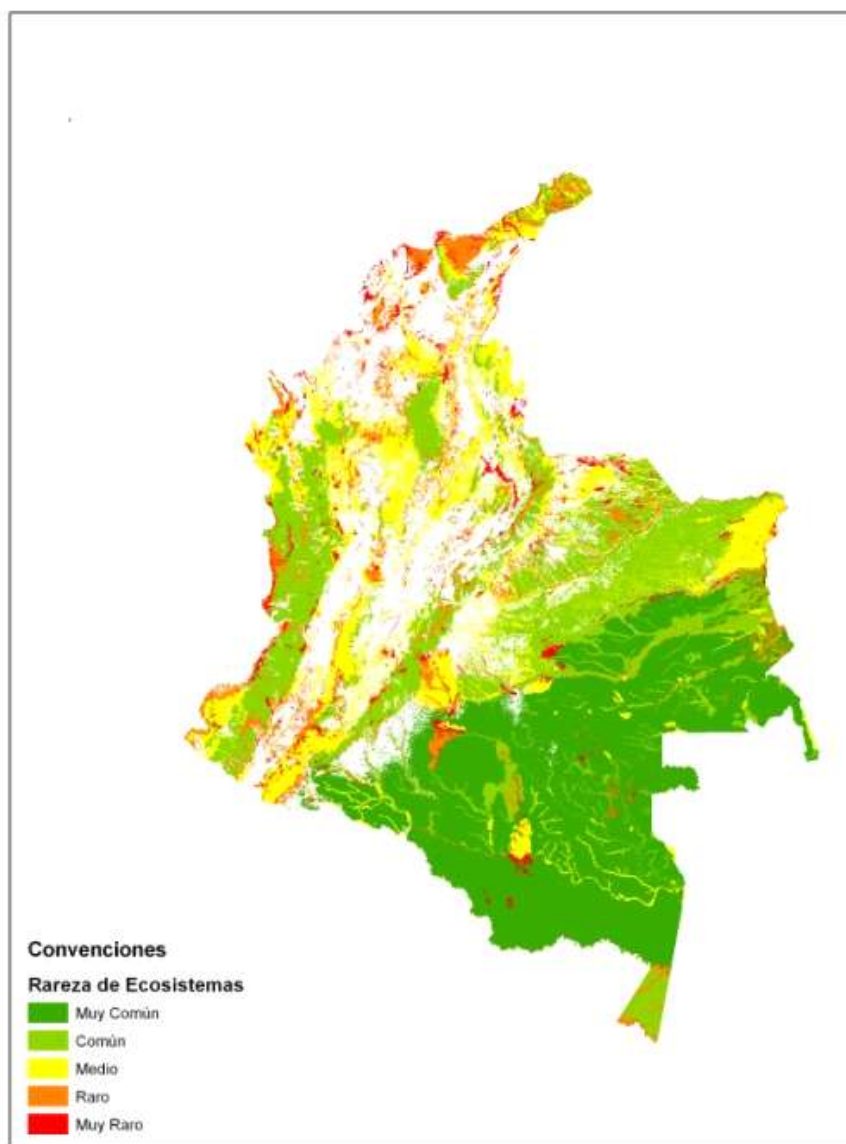 Convenciones
Rareza de Ecosistemas
Muy Común
Común
Medio
Raro
Muy Raro